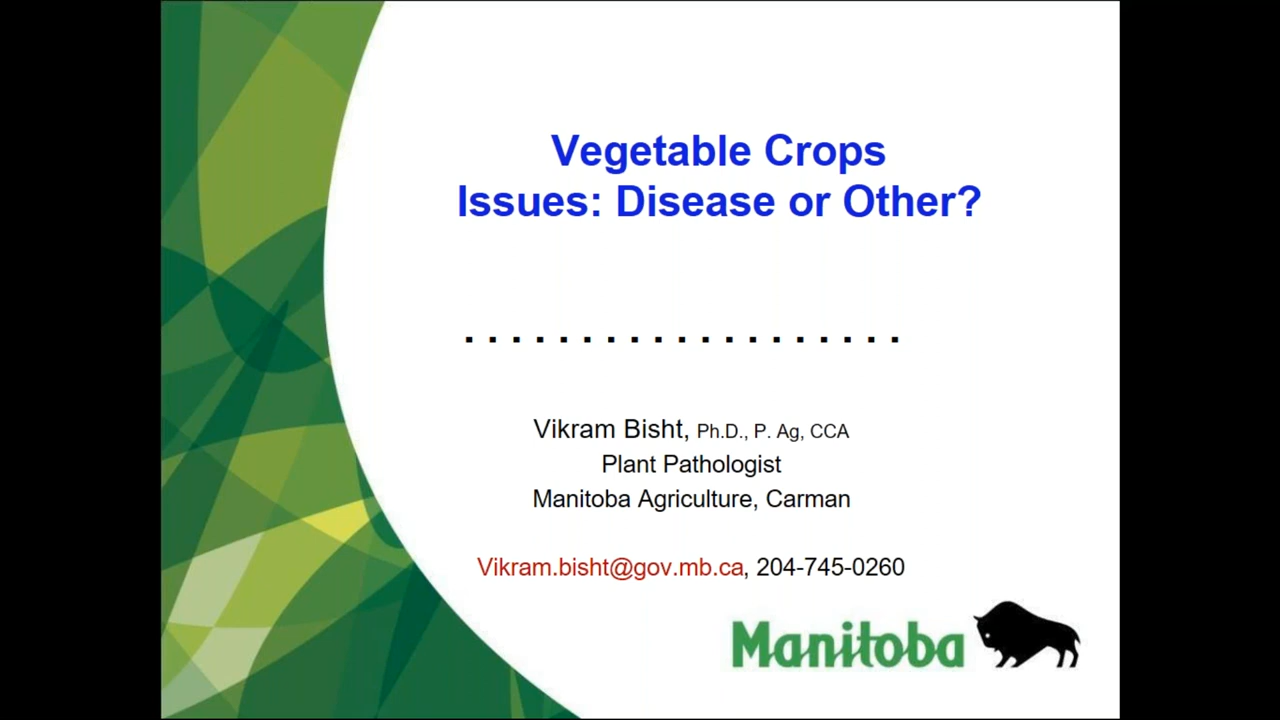 Vegetable Crops
Issues: Disease or Other?
Vikram Bisht, Ph.D., P. Ag, CCA
Plant Pathologist
Manitoba Agriculture, Carman
Vikram.bisht@gov.mb.ca, 204-745-0260
Manitoba